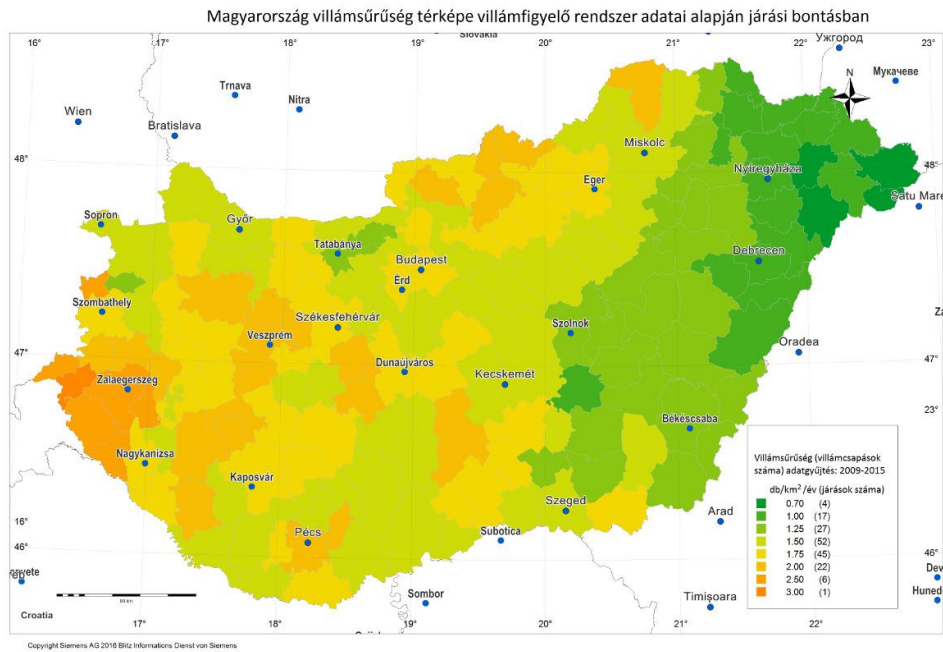 Magyarország villámsűrűség térképe villámfigyelő rendszer adatai alapján járási bontásban
16° 17° 18° 19° Slovakia 20° 21° 22° 23°
Ужгород
Мукачеве
N
Trnava
Nitra
Wien
Bratislava
48°
Miskolc
48°
Nyíregyháza
Eger
Satu Mare
Sopron
Győr
Tatabánya
Debrecen
Budapest
Érd
Szombathely
Székesfehérvár
Szolnok
Veszprém
Oradea
47°
Dunaújváros
47°
Zalaegerszeg
Kecskemét
23°
Békéscsaba
Nagykanizsa
Kaposvár
Szeged
16°
Arad
Pécs
Subotica
46°
46°
Dev
Timişoara
Huned
Sombor
Croatia
17° 18° 19° 20° 21° 22°
Villámsűrűség (villámcsapások
száma) adatgyűjtés: 2009-2015
db/km² /év (járások száma)
0.70 (4)
1.00 (17)
1.25 (27)
1.50 (52)
1.75 (45)
2.00 (22)
2.50 (6)
3.00 (1)
Copyright Siemens AG 2016 Blitz Informations Dienst von Siemens